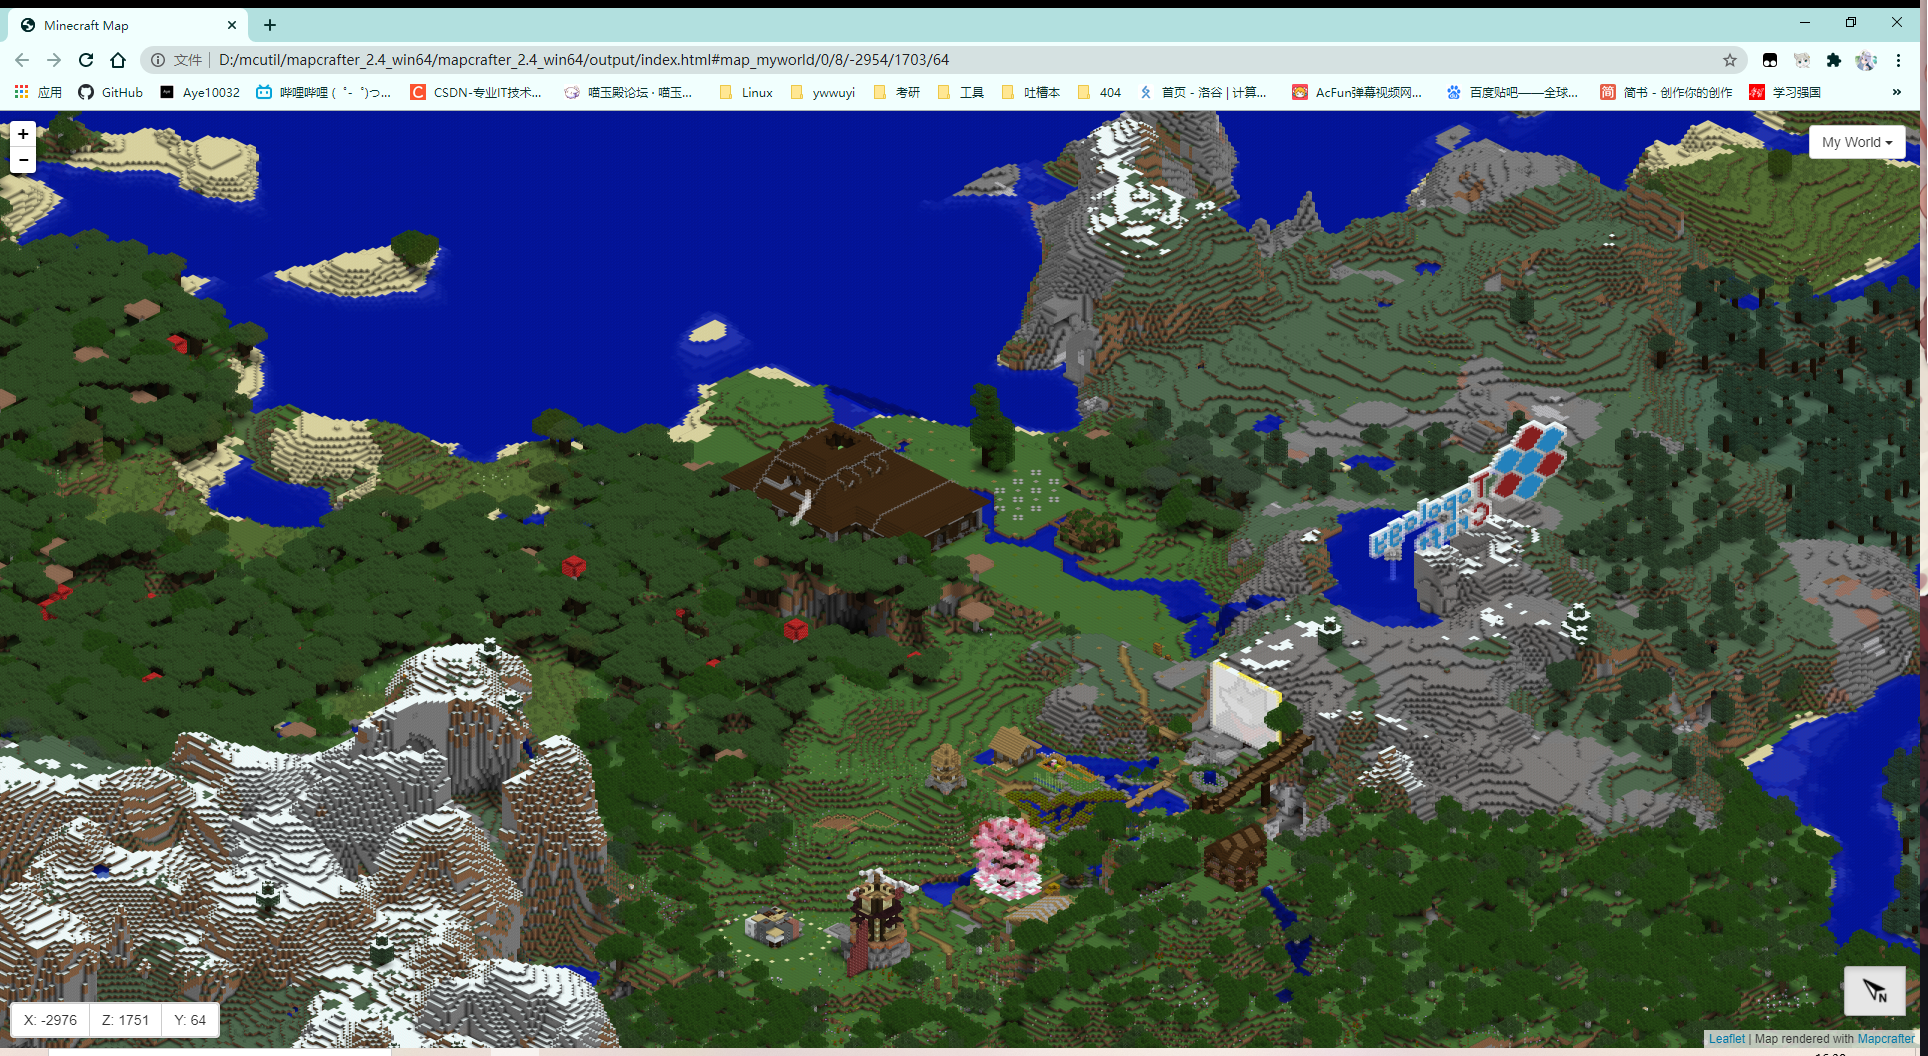 Minecraft Map
文件 D:/mcutil/mapcrafter_2.4_win64/mapcrafter_2.4_win64/output/index.html#map_myworld/0/8/-2954/1703/64
应用 GitHub Aye10032 哔哩哔哩 ( ゜- ゜)つ... CSDN-专业IT技术... 喵玉殿论坛 · 喵玉... Linux ywwuyi 考研 工具 吐槽本 404 首页 - 洛谷 | 计算... AcFun弹幕视频网... 百度贴吧——全球... 简书 - 创作你的创作 学习强国 »
+
−
My World
X: -2976 Z: 1751 Y: 64
N
Leaflet | Map rendered with Mapcrafter